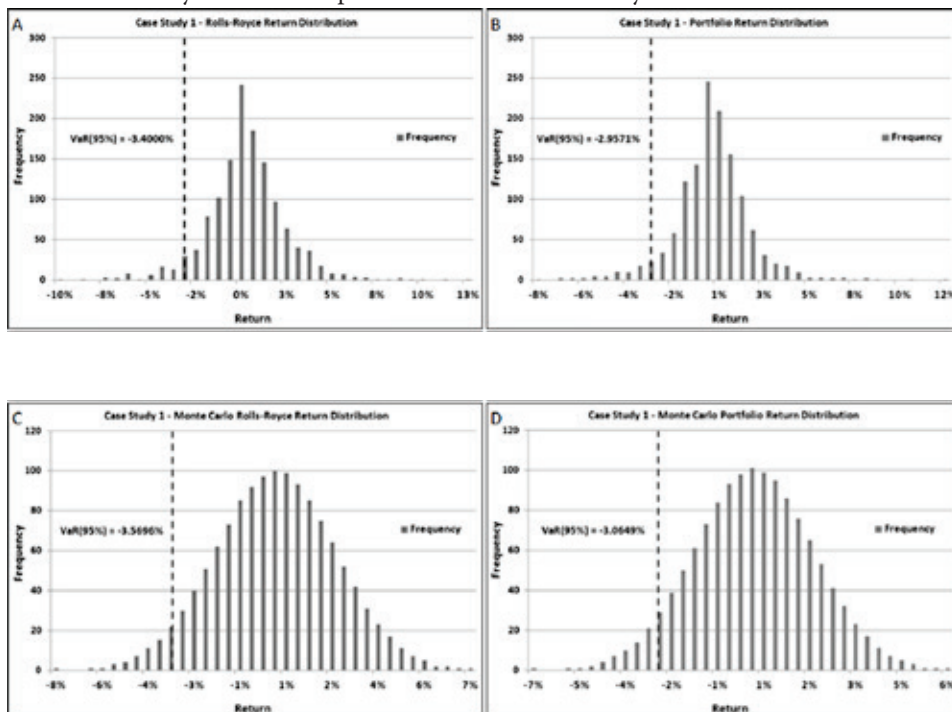 A
Case Study 1 - Rolls-Royce Return Distribution
300
250
200
150
100
50
0
Frequency
VaR(95%) = -3.4000%
Frequency
-10% -8% -5% -2% 0% 3% 5% 8% 10% 13%
Return
B
Case Study 1 - Portfolio Return Distribution
300
250
200
150
100
50
0
Frequency
VaR(95%) = -2.9571%
Frequency
-8% -6% -4% -2% 1% 3% 5% 8% 10% 12%
Return
C
Case Study 1 - Monte Carlo Rolls-Royce Return Distribution
120
100
80
60
40
20
0
Frequency
VaR(95%) = -3.5696%
Frequency
-8% -6% -4% -3% -1% 1% 2% 4% 6% 7%
Return
D
Case Study 1 - Monte Carlo Portfolio Return Distribution
120
100
80
60
40
20
0
Frequency
VaR(95%) = -3.0649%
Frequency
-7% -5% -4% -2% -1% 1% 2% 3% 5% 6%
Return